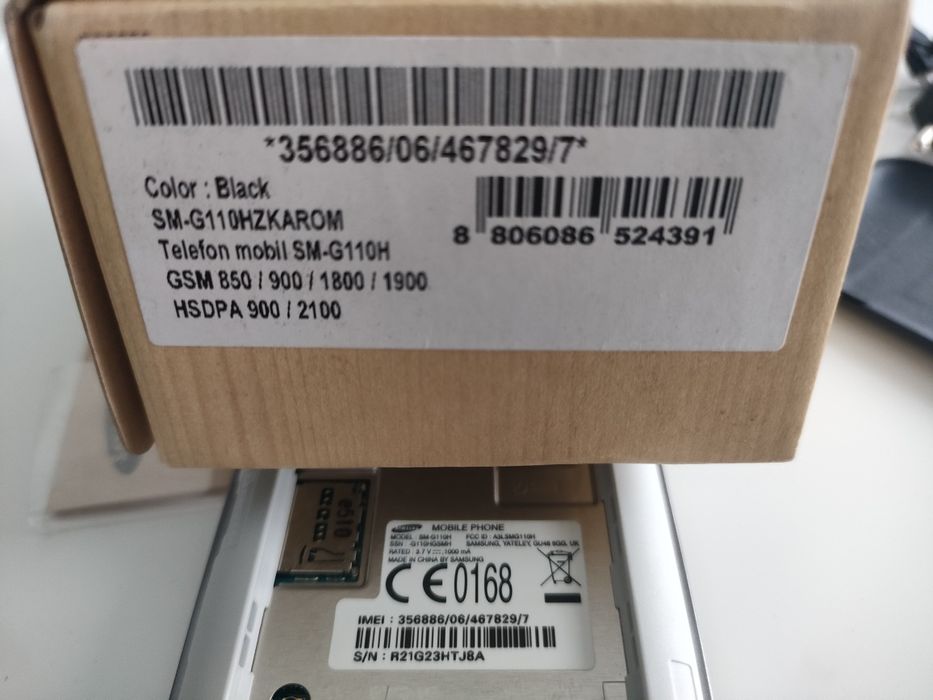 *356886/06/467829/7*
Color : Black
SM-G110HZKAROM
Telefon mobil SM-G110H
GSM 850 / 900 / 1800 / 1900
HSDPA 900 / 2100
8 806086 524391
e510
SAMSUNG MOBILE PHONE
MODEL : SM-G110H FCC ID : A3LSMG110H
SSN : -G110HGSMH SAMSUNG, YATELEY, GU46 6GG, UK
RATED : 3.7 V ⎓; 1000 mA
MADE IN CHINA BY SAMSUNG
CE0168
IMEI : 356886/06/467829/7
S/N : R21G23HTJ8A